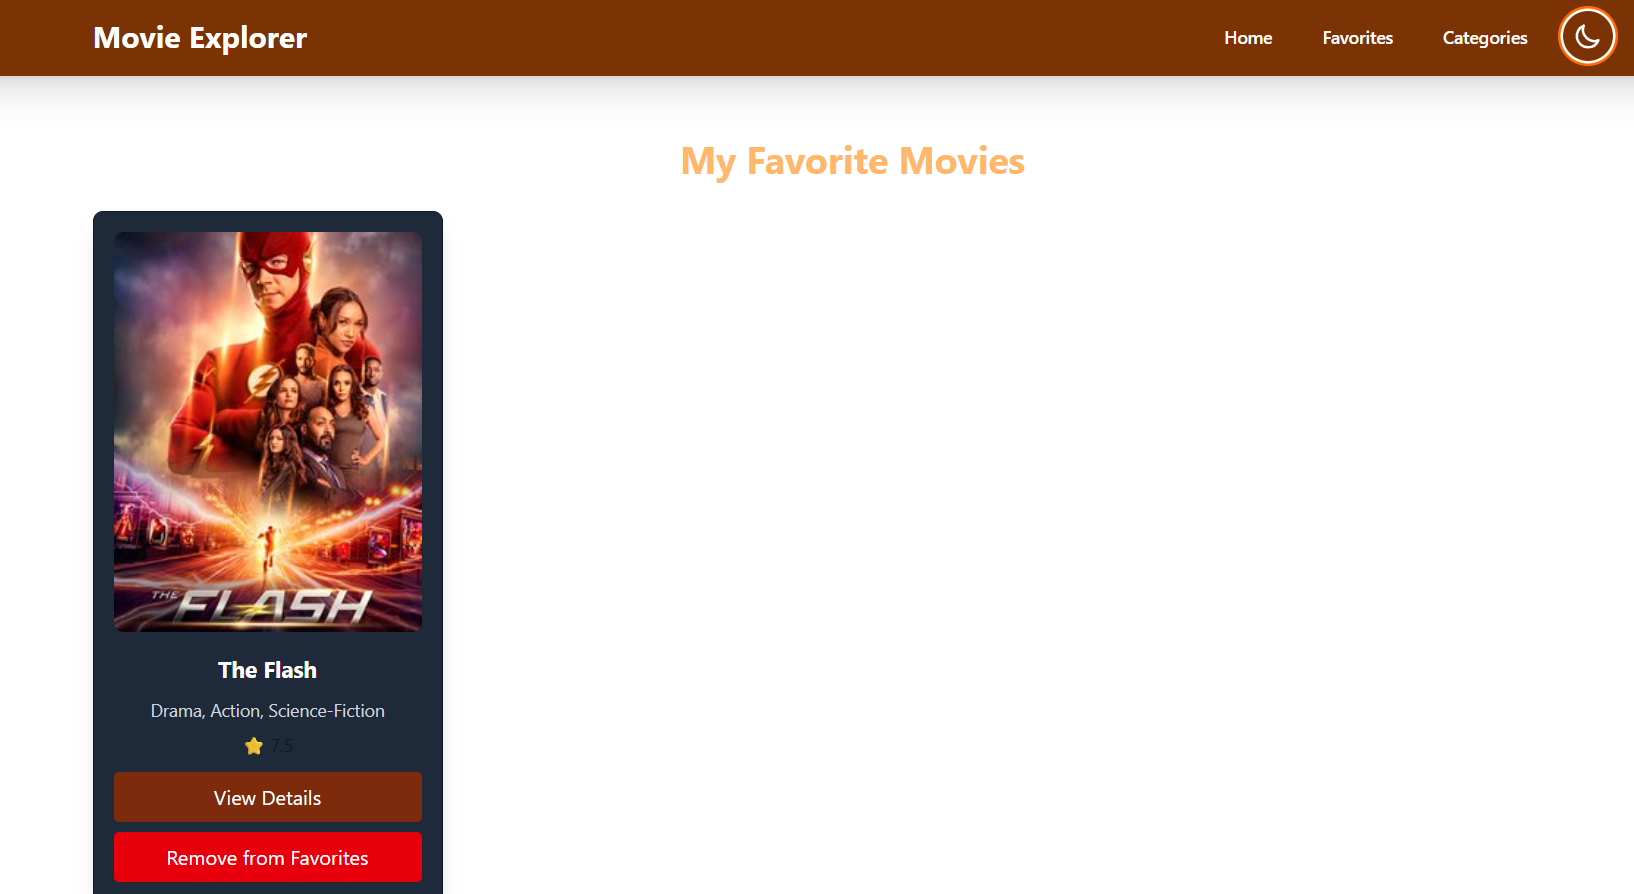 Movie Explorer
Home
Favorites
Categories
My Favorite Movies
THE FLASH
The Flash
Drama, Action, Science-Fiction
7.5
View Details
Remove from Favorites